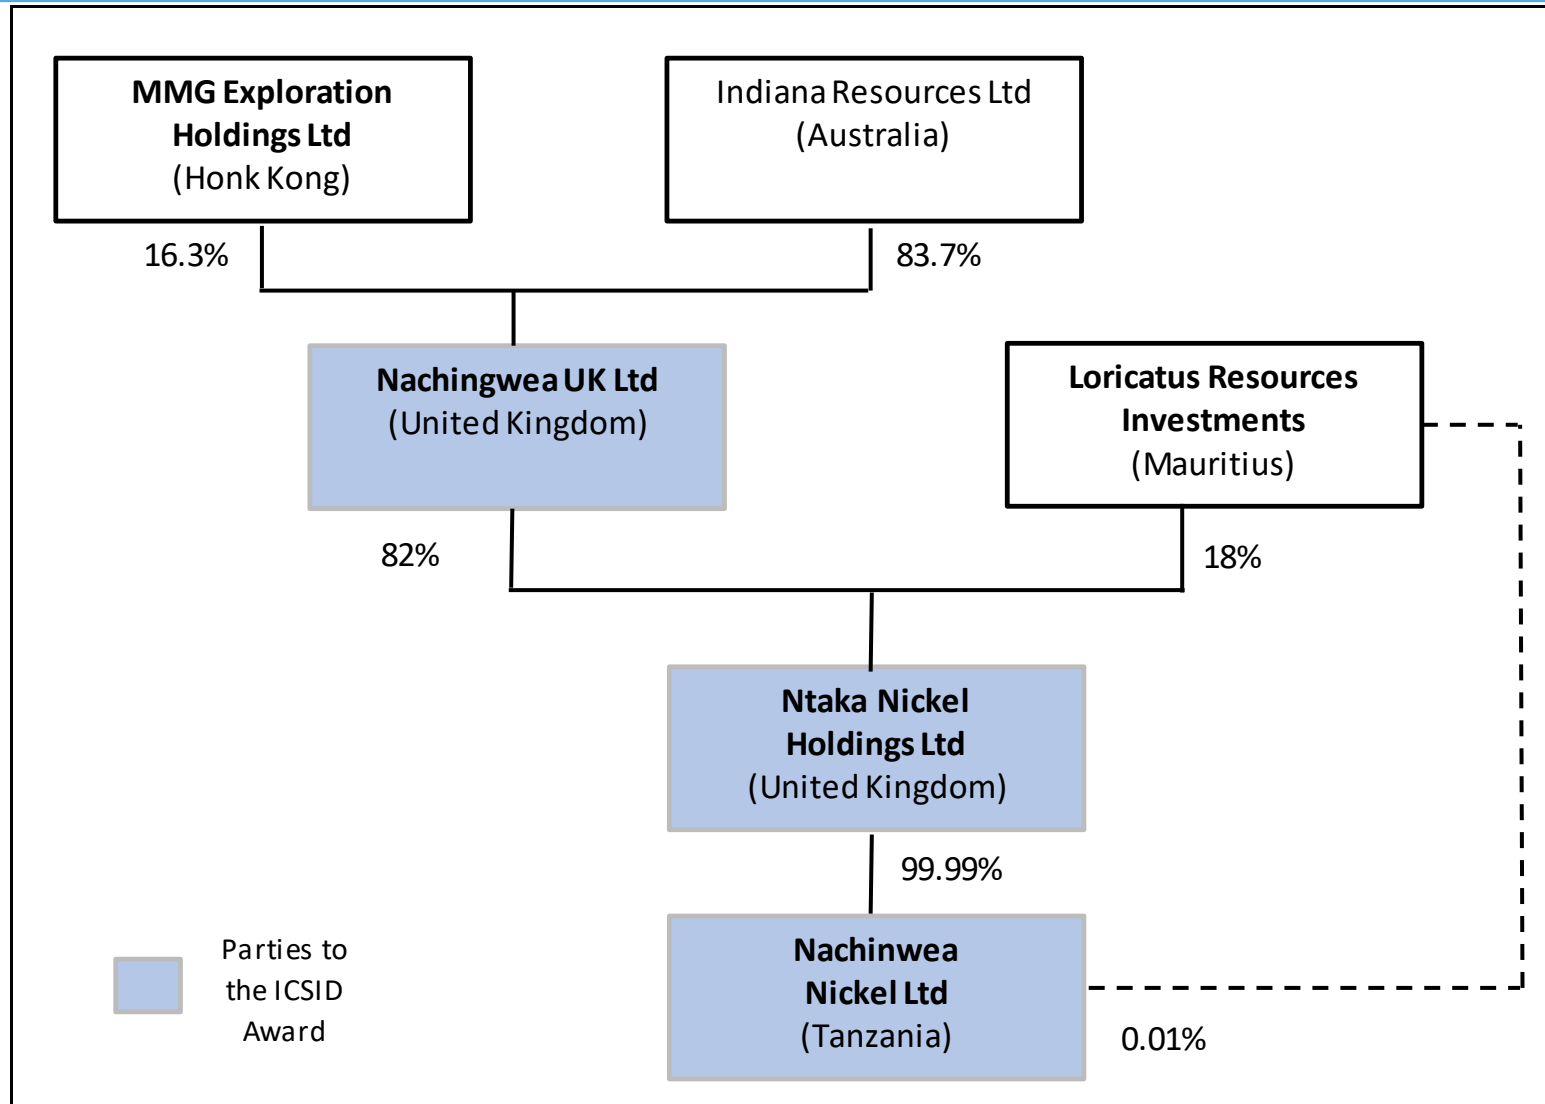 MMG Exploration
Holdings Ltd
(Honk Kong)
Indiana Resources Ltd
(Australia)
16.3%
83.7%
Nachingwea UK Ltd
(United Kingdom)
Loricatus Resources
Investments
(Mauritius)
82%
18%
Ntaka Nickel
Holdings Ltd
(United Kingdom)
99.99%
Nachinwea
Nickel Ltd
(Tanzania)
0.01%
Parties to
the ICSID
Award